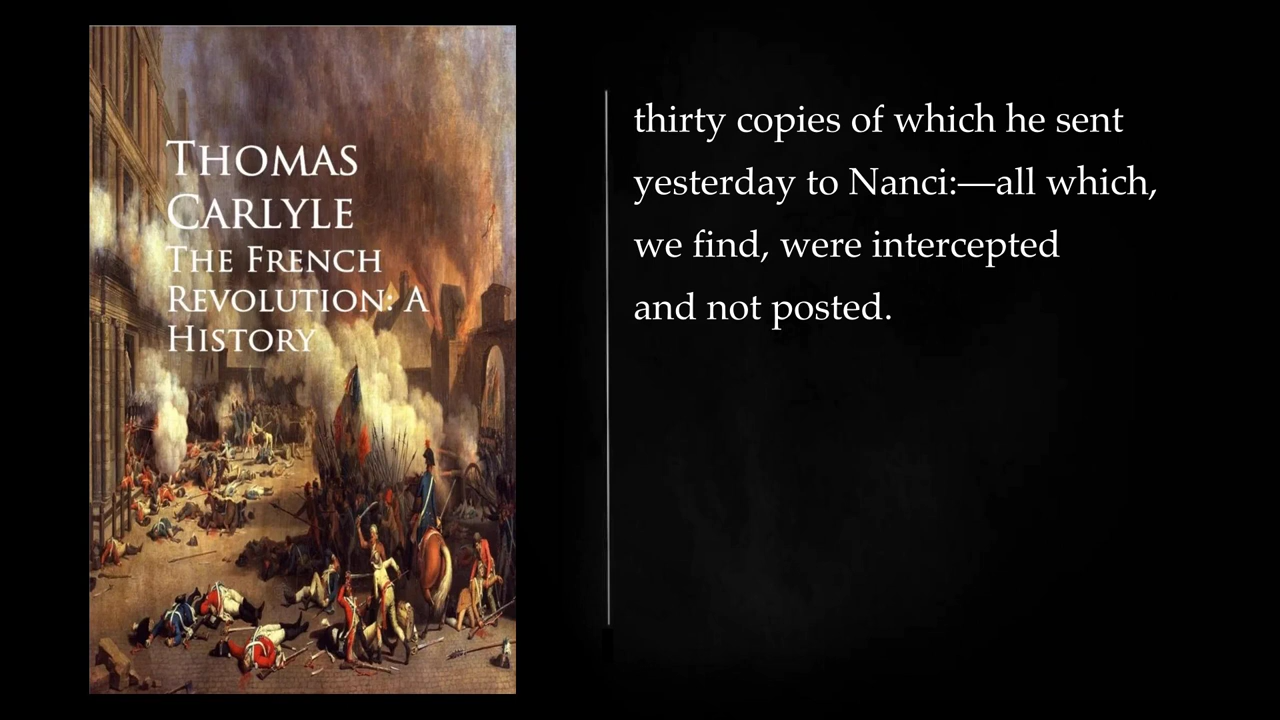 THOMAS
CARLYLE
THE FRENCH
REVOLUTION: A
HISTORY
thirty copies of which he sent
yesterday to Nanci:—all which,
we find, were intercepted
and not posted.